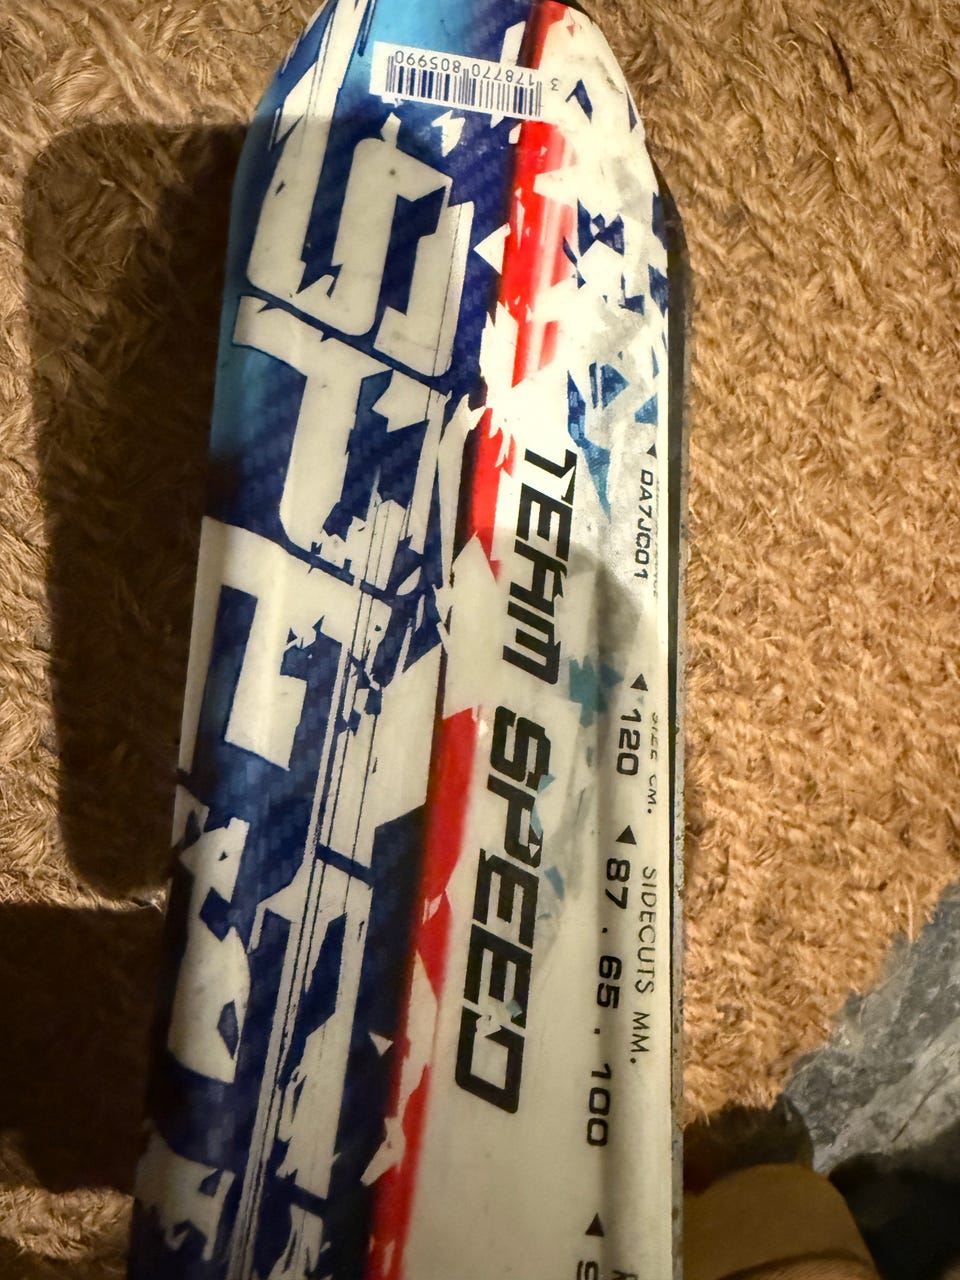 3 178770 805990
TEAM SPEED
DA7JC01
SIZE CM.
120
SIDECUTS MM.
87 . 65 . 100